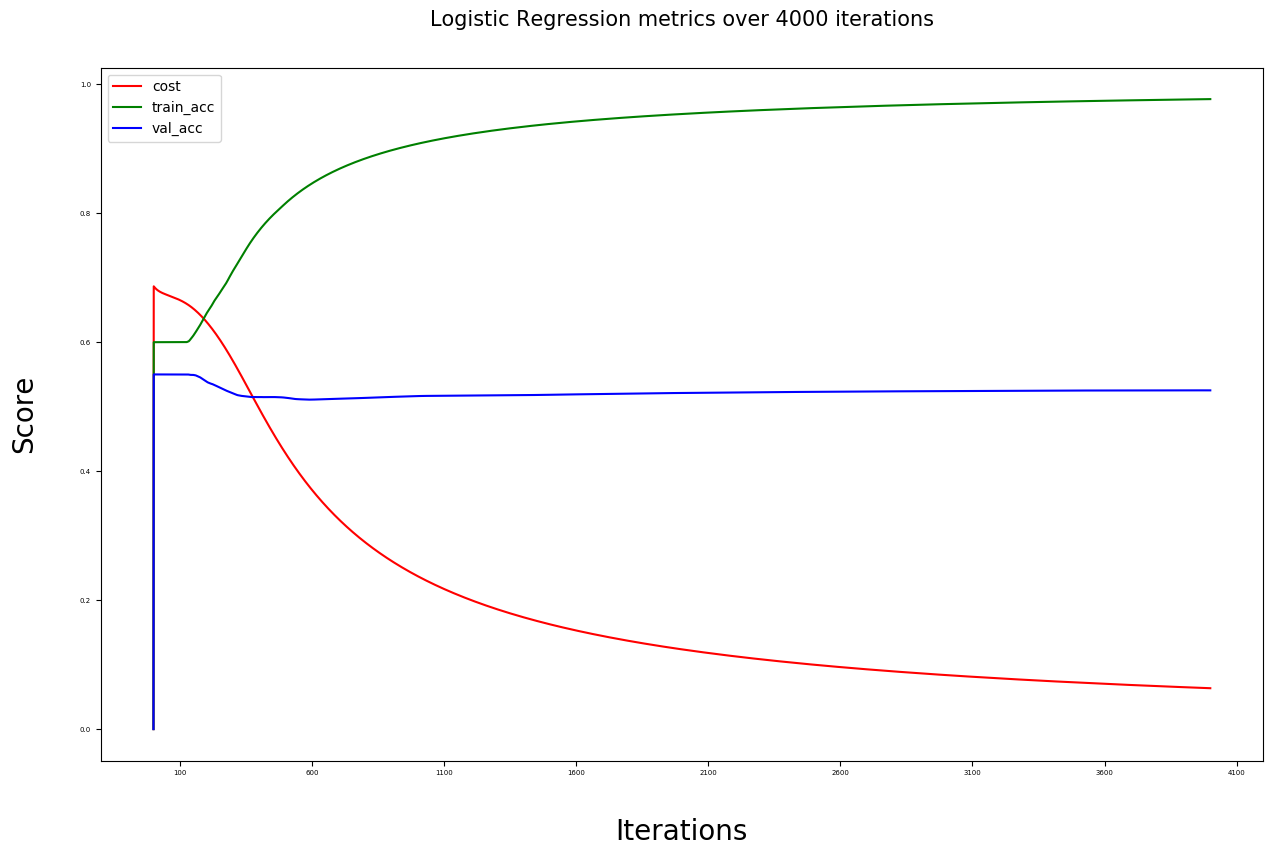 Logistic Regression metrics over 4000 iterations
cost
train_acc
val_acc
1.0
0.8
0.6
0.4
0.2
0.0
Score
100 600 1100 1600 2100 2600 3100 3600 4100
Iterations